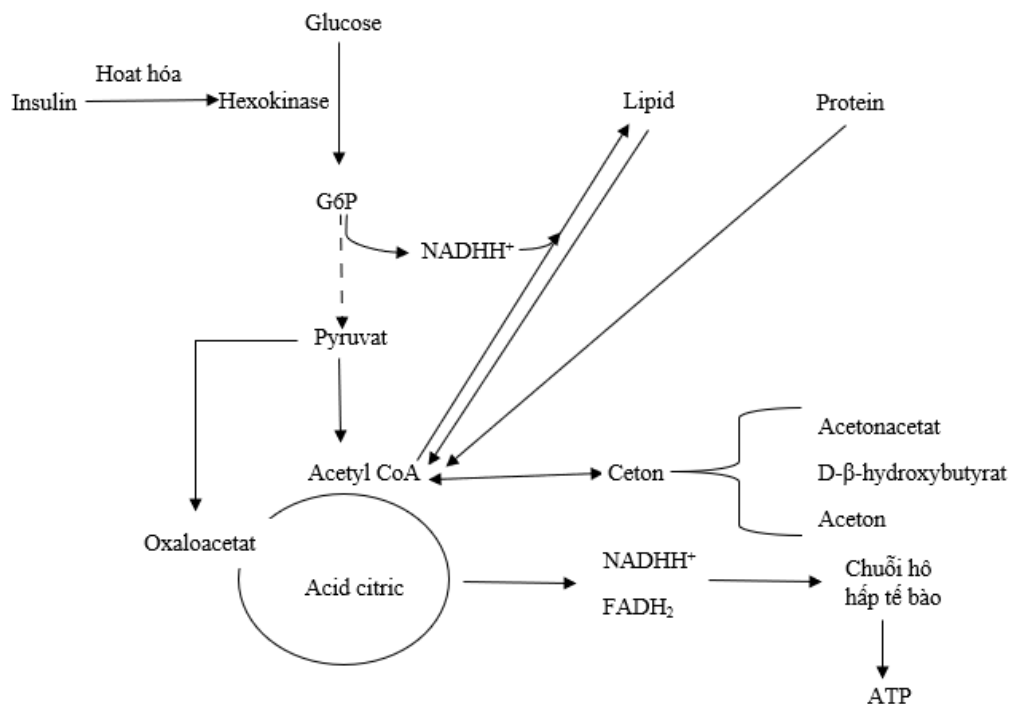 Glucose
Hoat hóa
Insulin
Hexokinase
Lipid
Protein
G6P
NADHH⁺
Pyruvat
Acetyl CoA
Ceton
Acetonacetat
D-β-hydroxybutyrat
Aceton
Oxaloacetat
Acid citric
NADHH⁺
FADH₂
Chuỗi hô
hấp tế bào
ATP